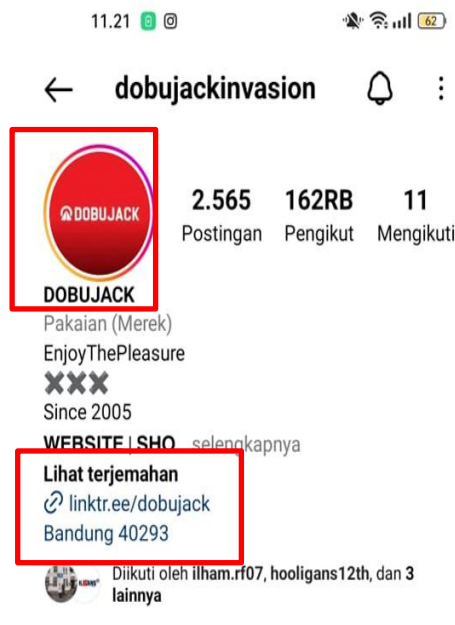 11.21
62
dobujackinvasion
DOBUJACK
2.565 162RB 11
Postingan Pengikut Mengikuti
DOBUJACK
Pakaian (Merek)
EnjoyThePleasure
Since 2005
WEBSITE | SHO selengkapnya
Lihat terjemahan
linktr.ee/dobujack
Bandung 40293
Diikuti oleh ilham.rf07, hooligans12th, dan 3
lainnya